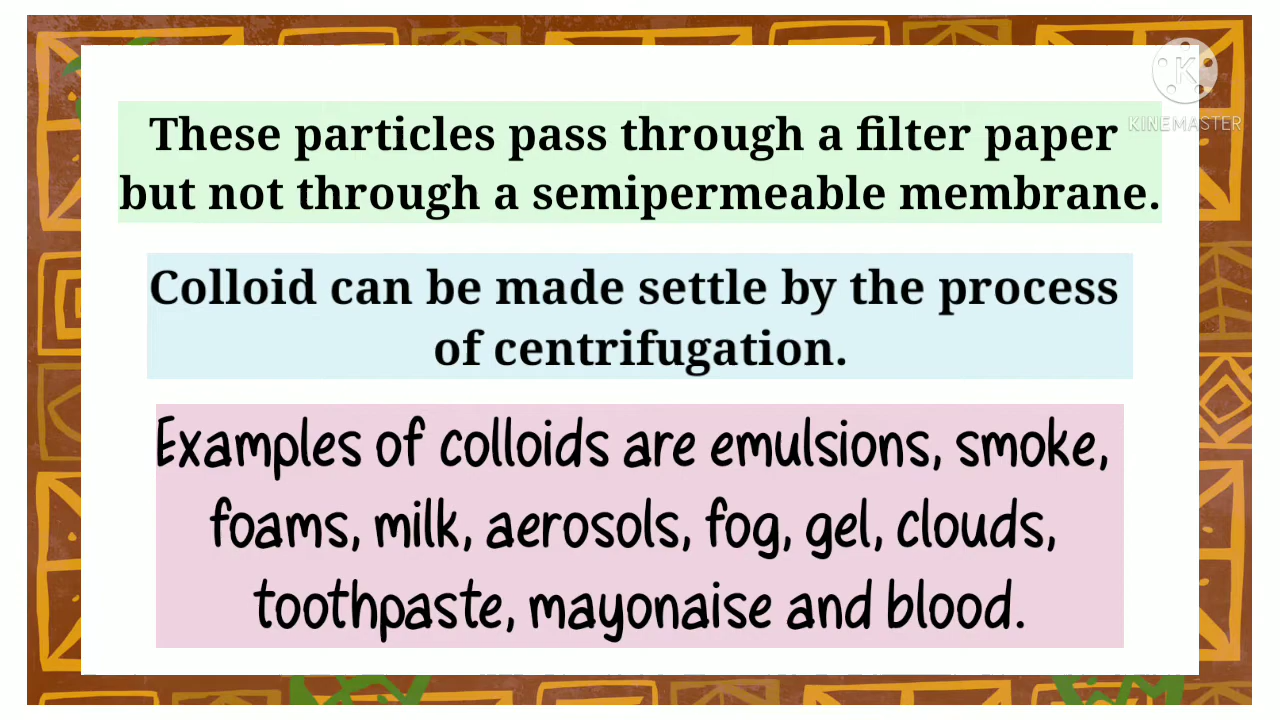 K
KINEMASTER
These particles pass through a filter paper
but not through a semipermeable membrane.
Colloid can be made settle by the process
of centrifugation.
Examples of colloids are emulsions, smoke,
foams, milk, aerosols, fog, gel, clouds,
toothpaste, mayonaise and blood.